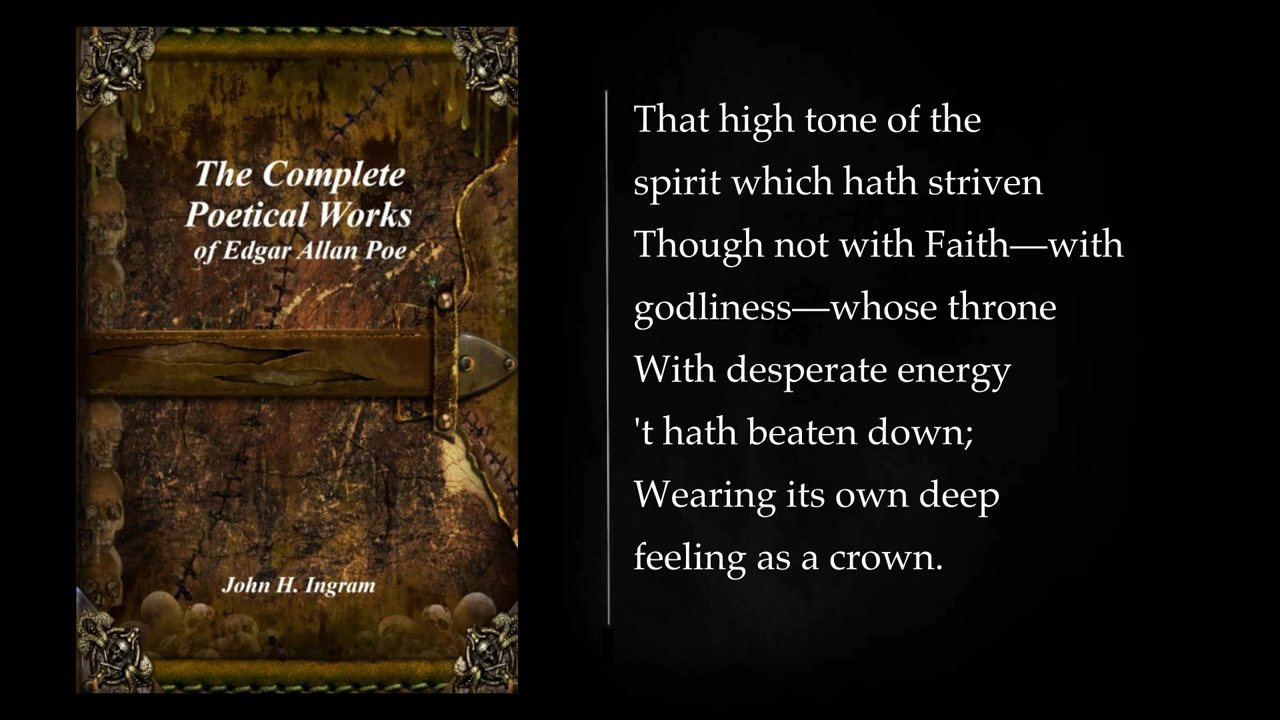 The Complete
Poetical Works
of Edgar Allan Poe
John H. Ingram
That high tone of the
spirit which hath striven
Though not with Faith—with
godliness—whose throne
With desperate energy
't hath beaten down;
Wearing its own deep
feeling as a crown.